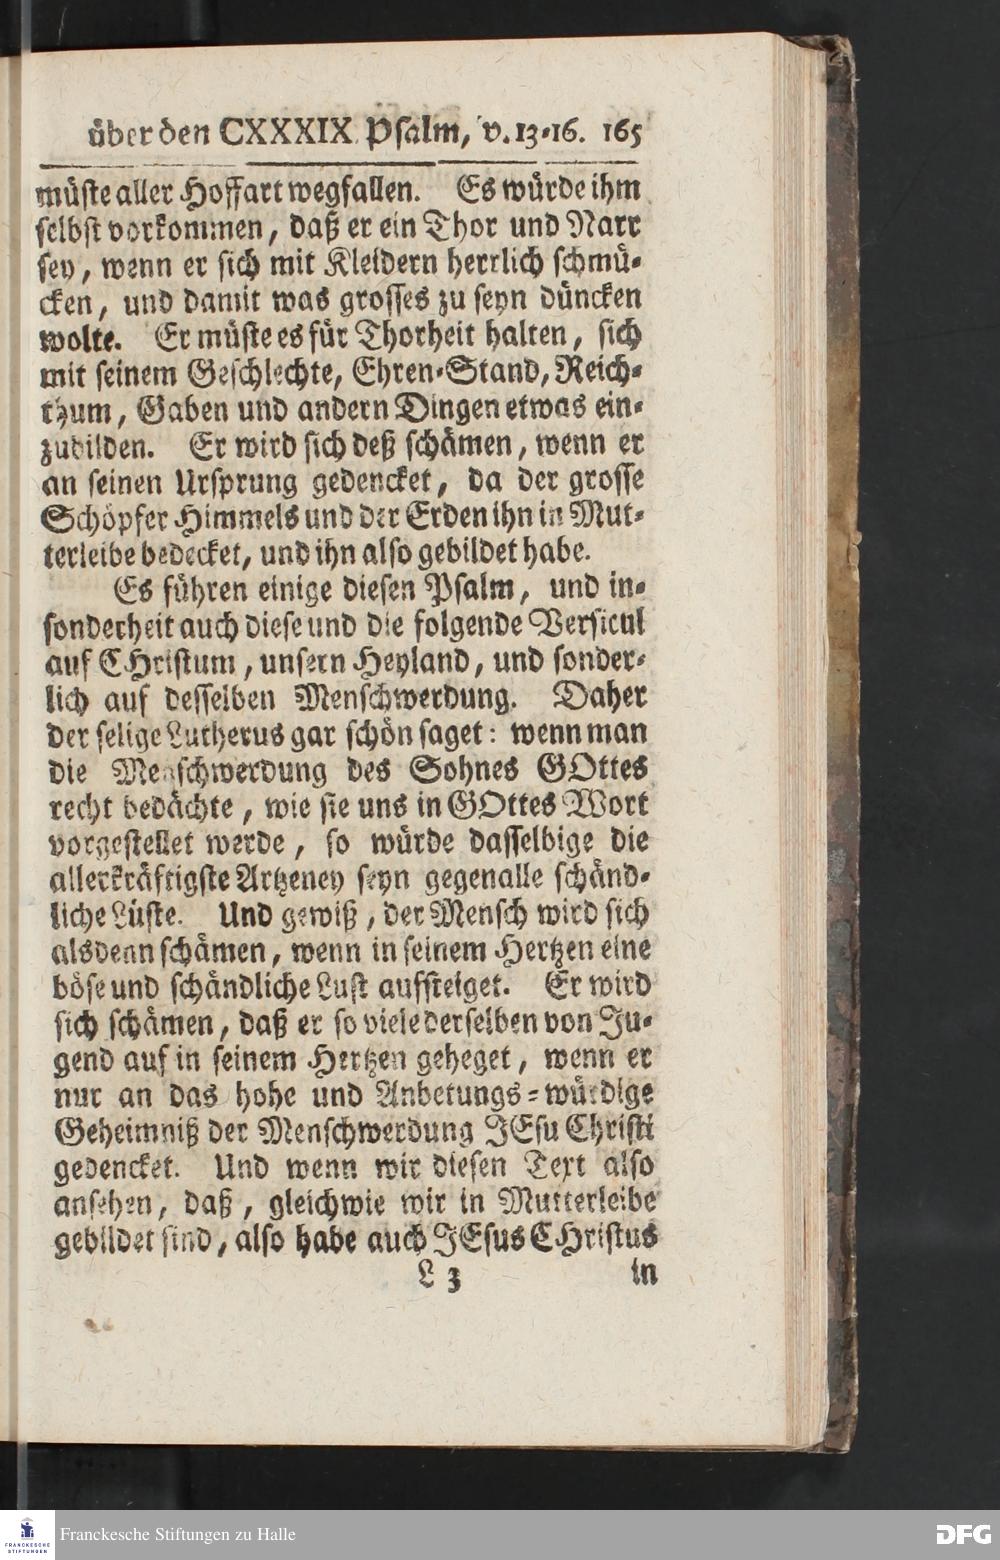 über den CXXXIX Psalm, v. 13-16. 165
müste aller Hoffart wegfallen. Es würde ihm
selbst vorkommen, daß er ein Thor und Narr
sey, wenn er sich mit Kleidern herrlich schmü-
cken, und damit was grosses zu seyn düncken
wolte. Er müste es für Thorheit halten, sich
mit seinem Geschlechte, Ehren-Stand, Reich-
thum, Gaben und andern Dingen etwas ein-
zubilden. Er wird sich deß schämen, wenn er
an seinen Ursprung gedencket, da der grosse
Schöpfer Himmels und der Erden ihn in Mut-
terleibe bedecket, und ihn also gebildet habe.
Es führen einige diesen Psalm, und in-
sonderheit auch diese und die folgende Versicul
auf CHristum, unsern Heyland, und sonder-
lich auf desselben Menschwerdung. Daher
der selige Lutherus gar schön saget: wenn man
die Menschwerdung des Sohnes GOttes
recht bedächte, wie sie uns in GOttes Wort
vorgestellet werde, so würde dasselbige die
allerkräftigste Artzeney seyn gegen alle schänd-
liche Lüste. Und gewiß, der Mensch wird sich
alsdenn schämen, wenn in seinem Hertzen eine
böse und schändliche Lust aufsteiget. Er wird
sich schämen, daß er so viele derselben von Ju-
gend auf in seinem Hertzen geheget, wenn er
nur an das hohe und Anbetungs-würdige
Geheimniß der Menschwerdung JEsu Christi
gedencket. Und wenn wir diesen Text also
ansehen, daß, gleichwie wir in Mutterleibe
gebildet sind, also habe auch JEsus CHristus
L 3 in
FRANCKESCHE STIFTUNGEN
Franckesche Stiftungen zu Halle
DFG